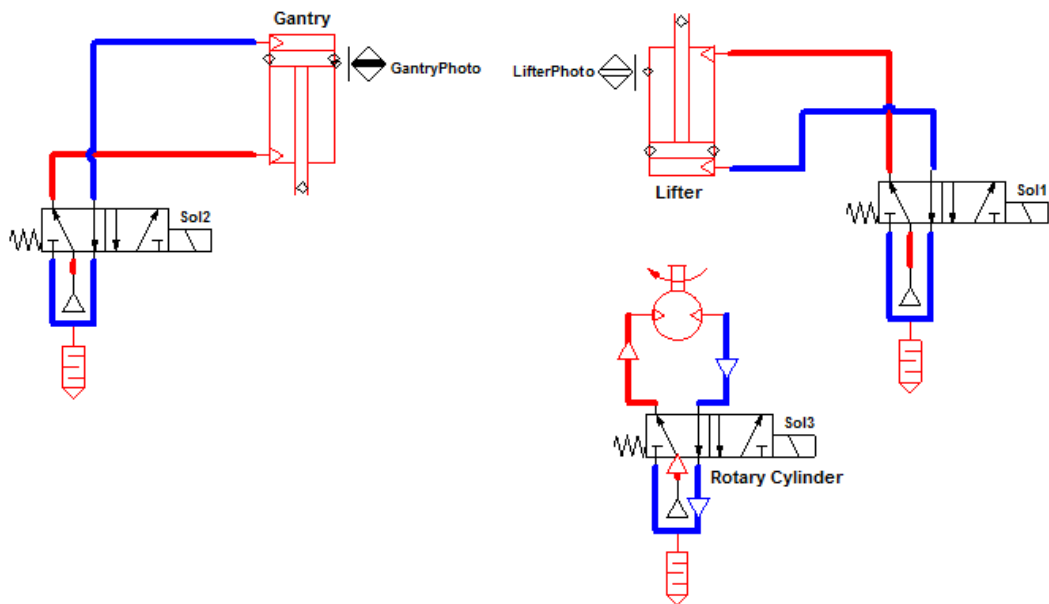 Gantry
GantryPhoto
LifterPhoto
Lifter
Sol2
Sol1
Sol3
Rotary Cylinder